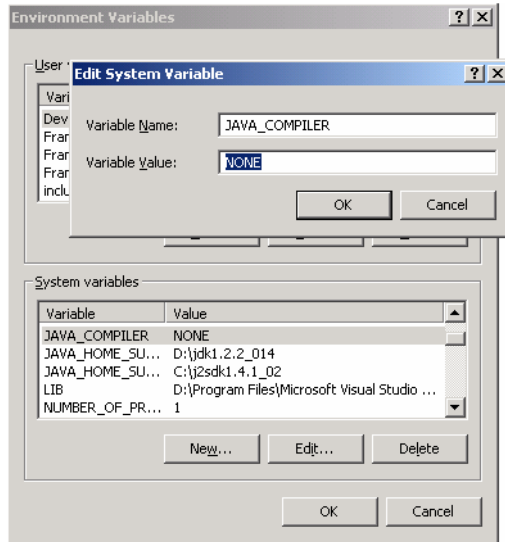 Environment Variables
User
Edit System Variable
Vari
Dev
Fran
Fran
Fran
inclu
Variable Name: JAVA_COMPILER
Variable Value: NONE
OK Cancel
System variables
Variable Value
JAVA_COMPILER NONE
JAVA_HOME_SU... D:\jdk1.2.2_014
JAVA_HOME_SU... C:\j2sdk1.4.1_02
LIB D:\Program Files\Microsoft Visual Studio ...
NUMBER_OF_PR... 1
New... Edit... Delete
OK Cancel